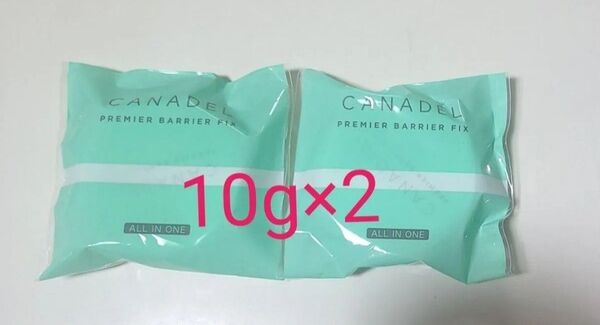 CANADEL
PREMIER BARRIER FIX
ALL IN ONE
CANADEL
PREMIER BARRIER FIX
ALL IN ONE
10g×2